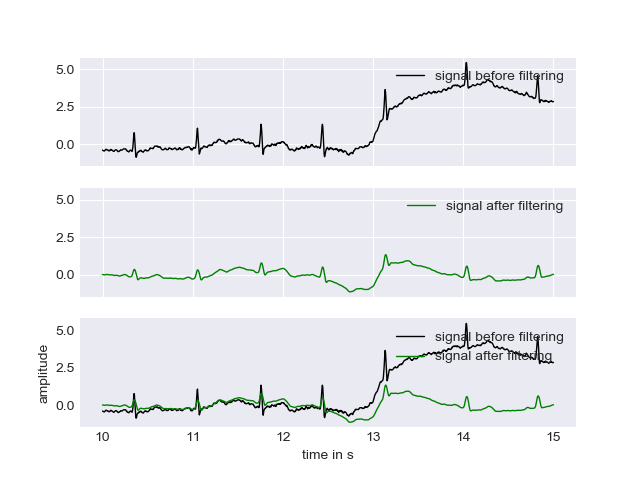 5.0
signal before filtering
2.5
0.0
5.0
signal after filtering
2.5
0.0
5.0
signal before filtering
signal after filtering
2.5
0.0
amplitude
10 11 12 13 14 15
time in s